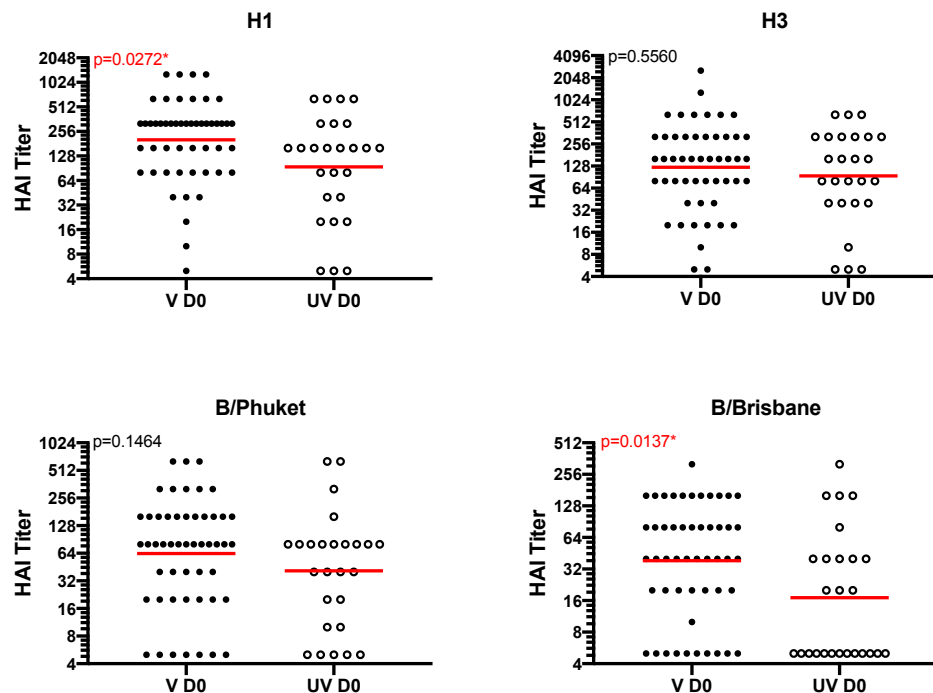 H1
p=0.0272*
HAI Titer
2048
1024
512
256
128
64
32
16
8
4
V D0
UV D0
H3
p=0.5560
HAI Titer
4096
2048
1024
512
256
128
64
32
16
8
4
V D0
UV D0
B/Phuket
p=0.1464
HAI Titer
1024
512
256
128
64
32
16
8
4
V D0
UV D0
B/Brisbane
p=0.0137*
HAI Titer
512
256
128
64
32
16
8
4
V D0
UV D0